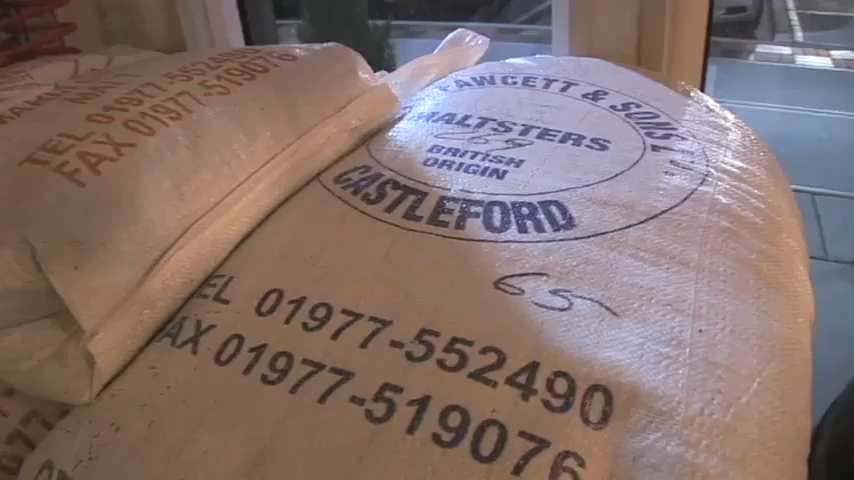 TEL 01977-552490
FAX 01977-519076
FAWCETT & SONS
MALTSTERS
269
BRITISH
ORIGIN
CASTLEFORD
65
TEL 01977-552490
FAX 01977-519076